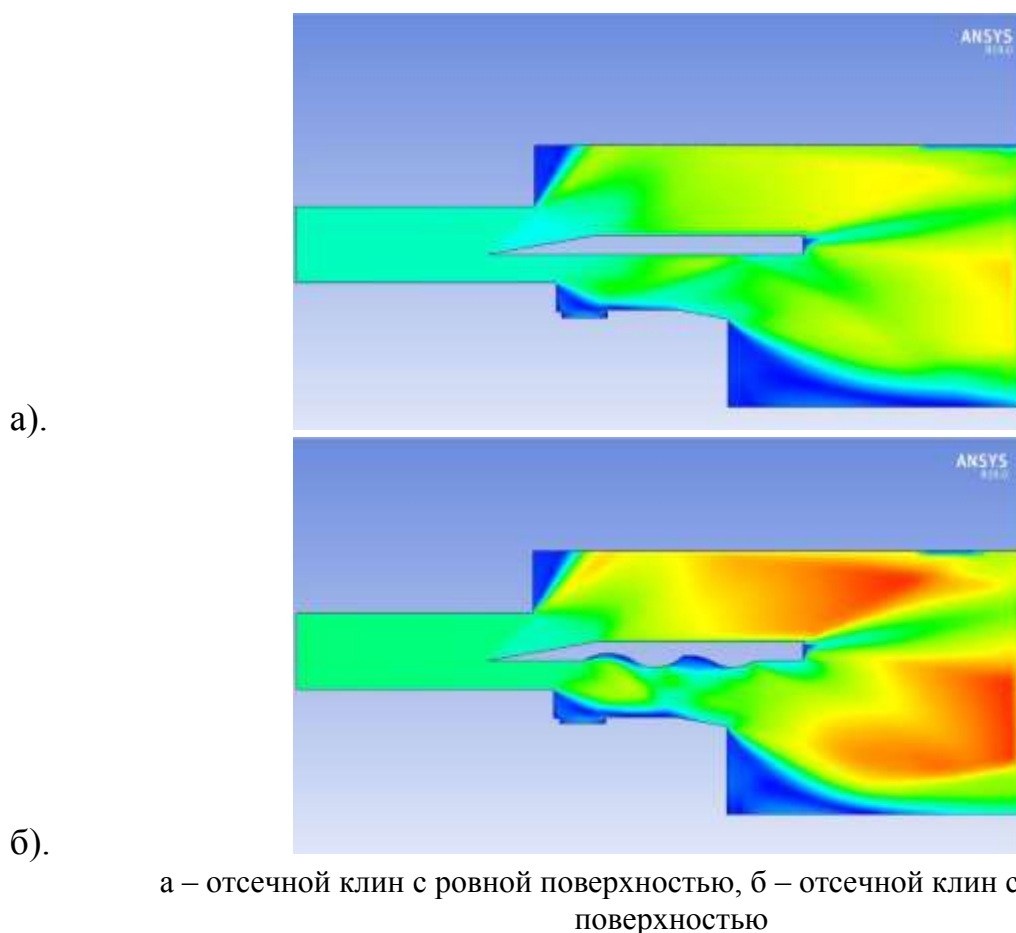 ANSYS
а).
ANSYS
б).
а – отсечной клин с ровной поверхностью, б – отсечной клин с
поверхностью